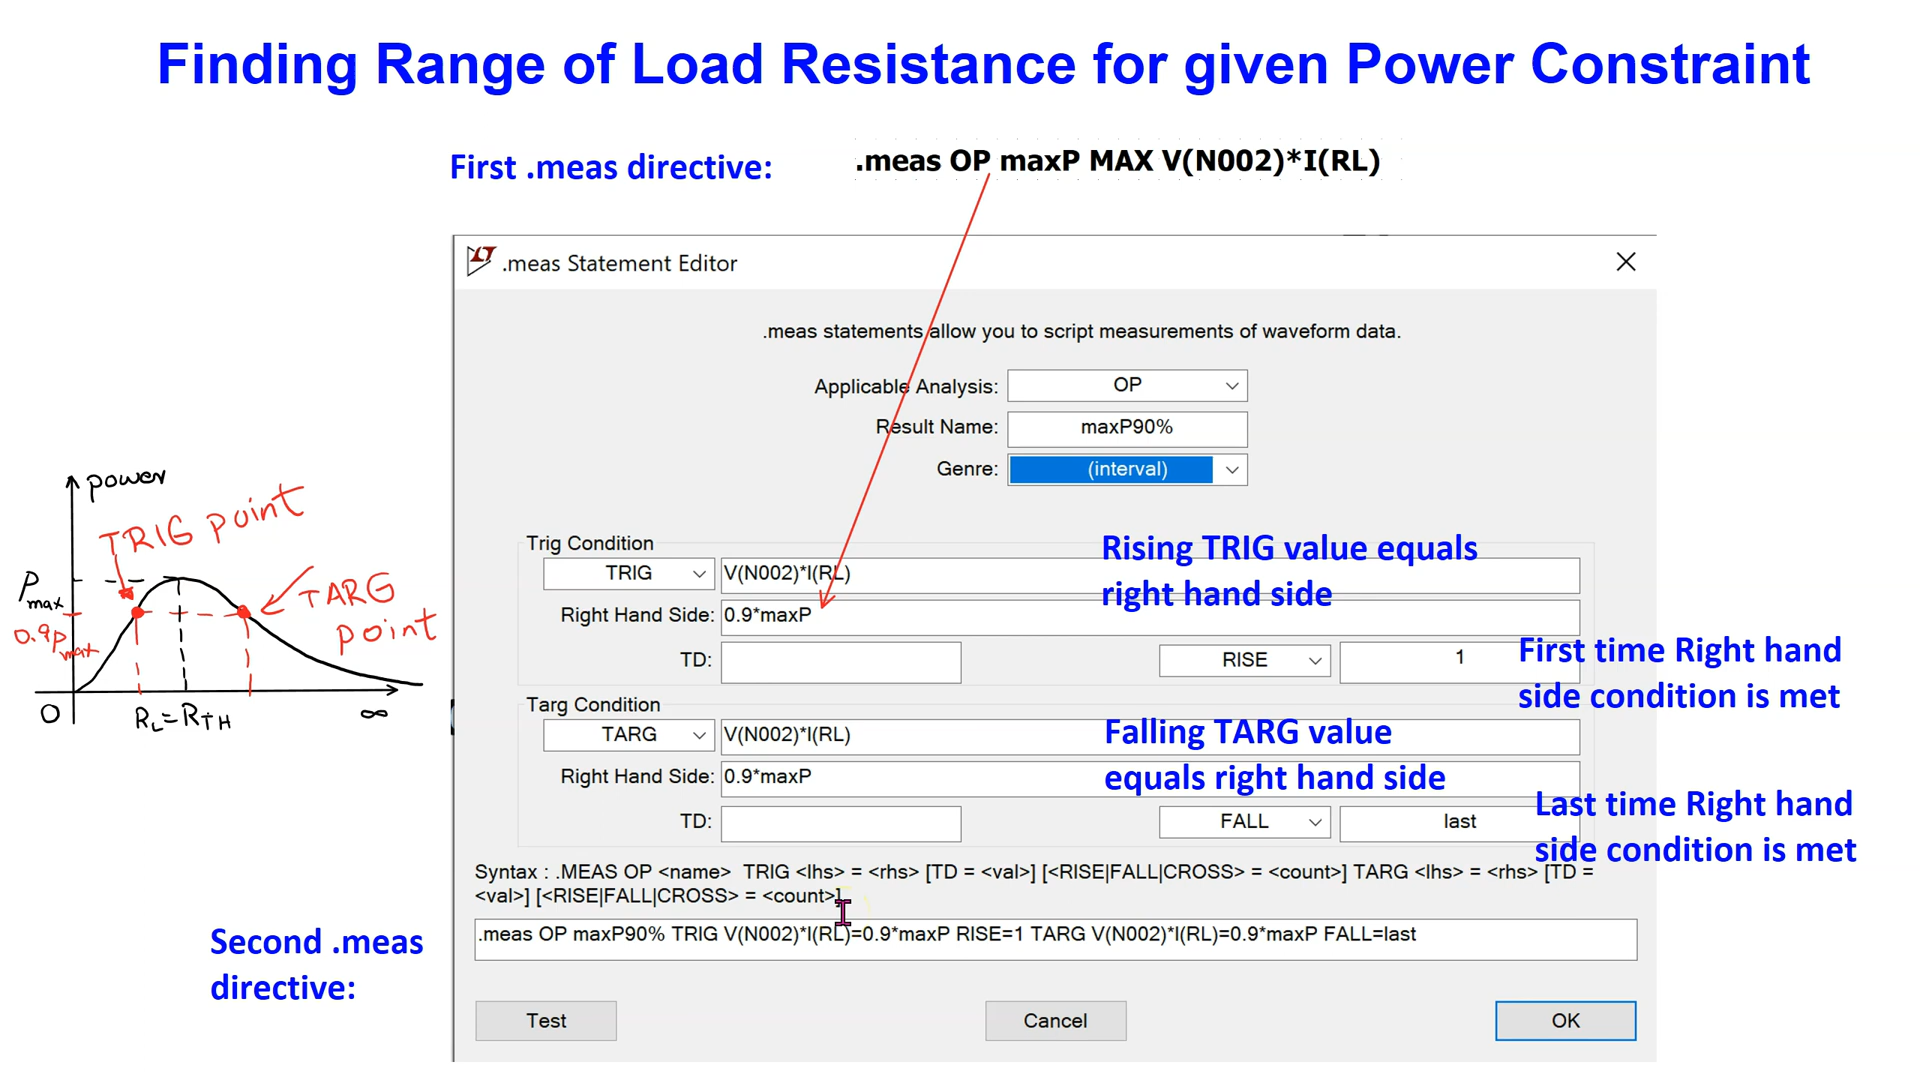 Finding Range of Load Resistance for given Power Constraint
First .meas directive:
.meas OP maxP MAX V(N002)*I(RL)
.meas Statement Editor
.meas statements allow you to script measurements of waveform data.
Applicable Analysis: OP
Result Name: maxP90%
Genre: (interval)
Trig Condition
TRIG V(N002)*I(RL)
Right Hand Side: 0.9*maxP
TD: RISE 1
Rising TRIG value equals
right hand side
First time Right hand
side condition is met
Targ Condition
TARG V(N002)*I(RL)
Right Hand Side: 0.9*maxP
TD: FALL last
Falling TARG value
equals right hand side
Last time Right hand
side condition is met
Syntax : .MEAS OP <name> TRIG <lhs> = <rhs> [TD = <val>] [<RISE|FALL|CROSS> = <count>] TARG <lhs> = <rhs> [TD =
<val>] [<RISE|FALL|CROSS> = <count>]
Second .meas
directive:
.meas OP maxP90% TRIG V(N002)*I(RL)=0.9*maxP RISE=1 TARG V(N002)*I(RL)=0.9*maxP FALL=last
Test Cancel OK
power
TRIG point
Pmax
0.9Pmax
TARG
point
0 RL=RTH ∞